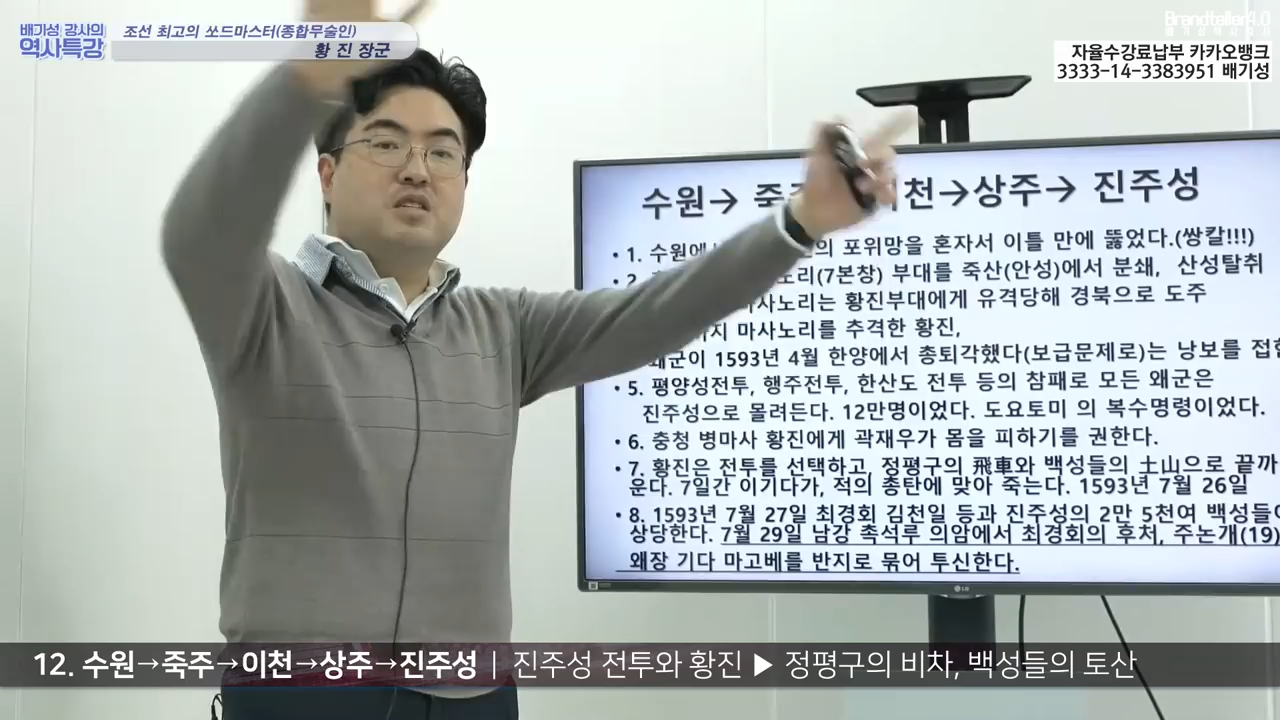 배기성 강사의
역사특강
조선 최고의 쏘드마스터(종합무술인)
황 진 장군
Brandteller4.0
자율수강료납부 카카오뱅크
3333-14-3383951 배기성
수원→ 죽 이천→상주→ 진주성
• 1. 수원에 의 포위망을 혼자서 이틀 만에 뚫었다.(쌍칼!!!)
• 2. 노리(7본창) 부대를 죽산(안성)에서 분쇄, 산성탈취
마사노리는 황진부대에게 유격당해 경북으로 도주
마사노리를 추격한 황진,
왜군이 1593년 4월 한양에서 총퇴각했다(보급문제로)는 낭보를
• 5. 평양성전투, 행주전투, 한산도 전투 등의 참패로 모든 왜군은
진주성으로 몰려든다. 12만명이었다. 도요토미 의 복수명령이었다.
• 6. 충청 병마사 황진에게 곽재우가 몸을 피하기를 권한다.
• 7. 황진은 전투를 선택하고, 정평구의 飛車와 백성들의 土山으로 끝까
운다. 7일간 이기다가, 적의 총탄에 맞아 죽는다. 1593년 7월 26일
• 8. 1593년 7월 27일 최경회 김천일 등과 진주성의 2만 5천여 백성들
상당한다. 7월 29일 남강 촉석루 의암에서 최경회의 후처, 주논개(19)
왜장 기다 마고베를 반지로 묶어 투신한다.
LG
12. 수원→죽주→이천→상주→진주성 | 진주성 전투와 황진 ▶ 정평구의 비차, 백성들의 토산